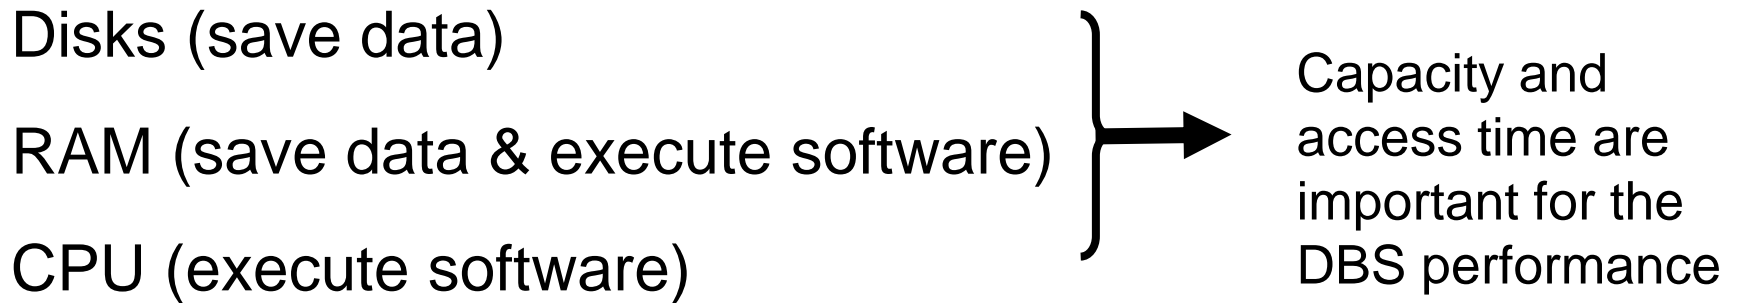 Disks (save data)
RAM (save data & execute software)
CPU (execute software)
Capacity and
access time are
important for the
DBS performance